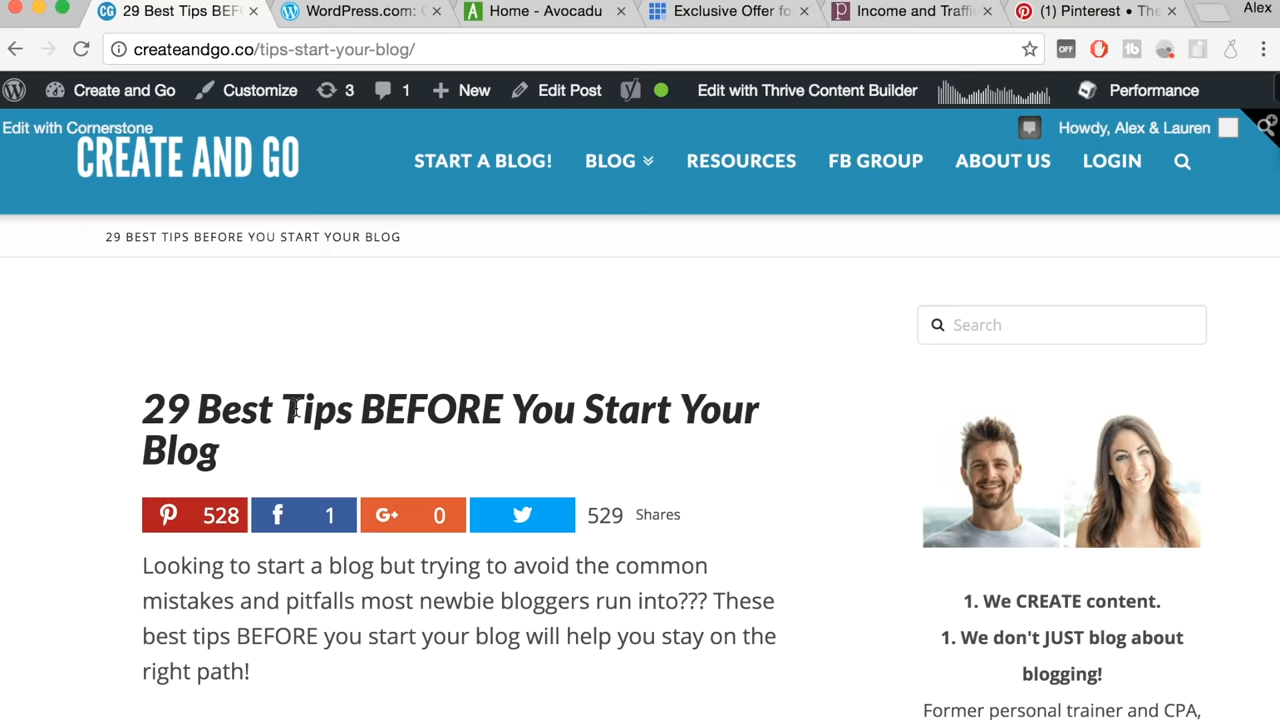 29 Best Tips BEF
WordPress.com: C
Home - Avocadu
Exclusive Offer fo
Income and Traffi
(1) Pinterest • The
Alex
createandgo.co/tips-start-your-blog/
OFF
Create and Go
Customize
3
1
New
Edit Post
Edit with Thrive Content Builder
Performance
Edit with Cornerstone
Howdy, Alex & Lauren
CREATE AND GO
START A BLOG!
BLOG
RESOURCES
FB GROUP
ABOUT US
LOGIN
29 BEST TIPS BEFORE YOU START YOUR BLOG
Search
29 Best Tips BEFORE You Start Your
Blog
528
1
G+ 0
529 Shares
Looking to start a blog but trying to avoid the common
mistakes and pitfalls most newbie bloggers run into??? These
best tips BEFORE you start your blog will help you stay on the
right path!
1. We CREATE content.
1. We don't JUST blog about
blogging!
Former personal trainer and CPA,